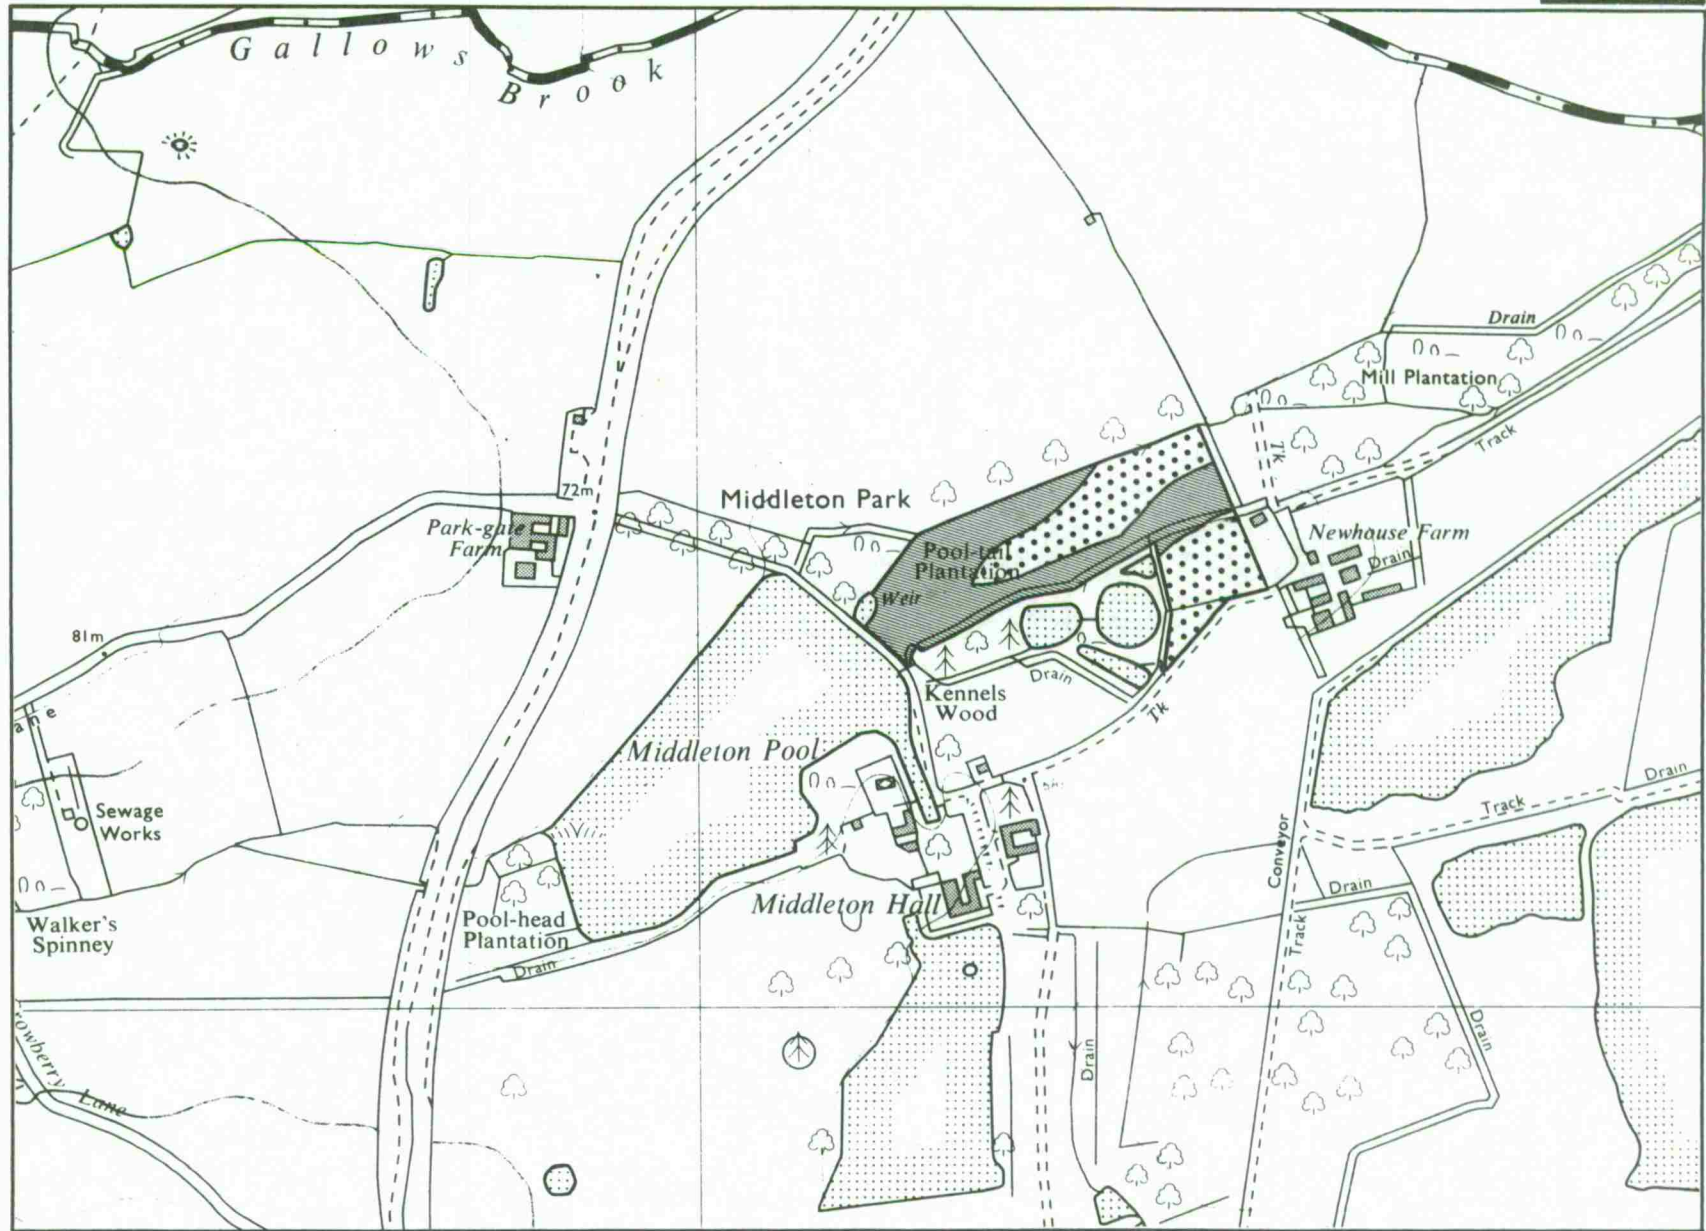 Gallows
Brook
Drain
Mill Plantation
Tk
Track
72m
Middleton Park
Park-gate
Farm
Pool-tail
Plantation
Newhouse Farm
Drain
Weir
81m
Drain
Kennels
Wood
Tk
ane
Middleton Pool
Drain
Sewage
Works
Track
Conveyor
Drain
Middleton Hall
Walker's
Spinney
Pool-head
Plantation
Drain
Track
Drain
Drain
rowberry
Lane